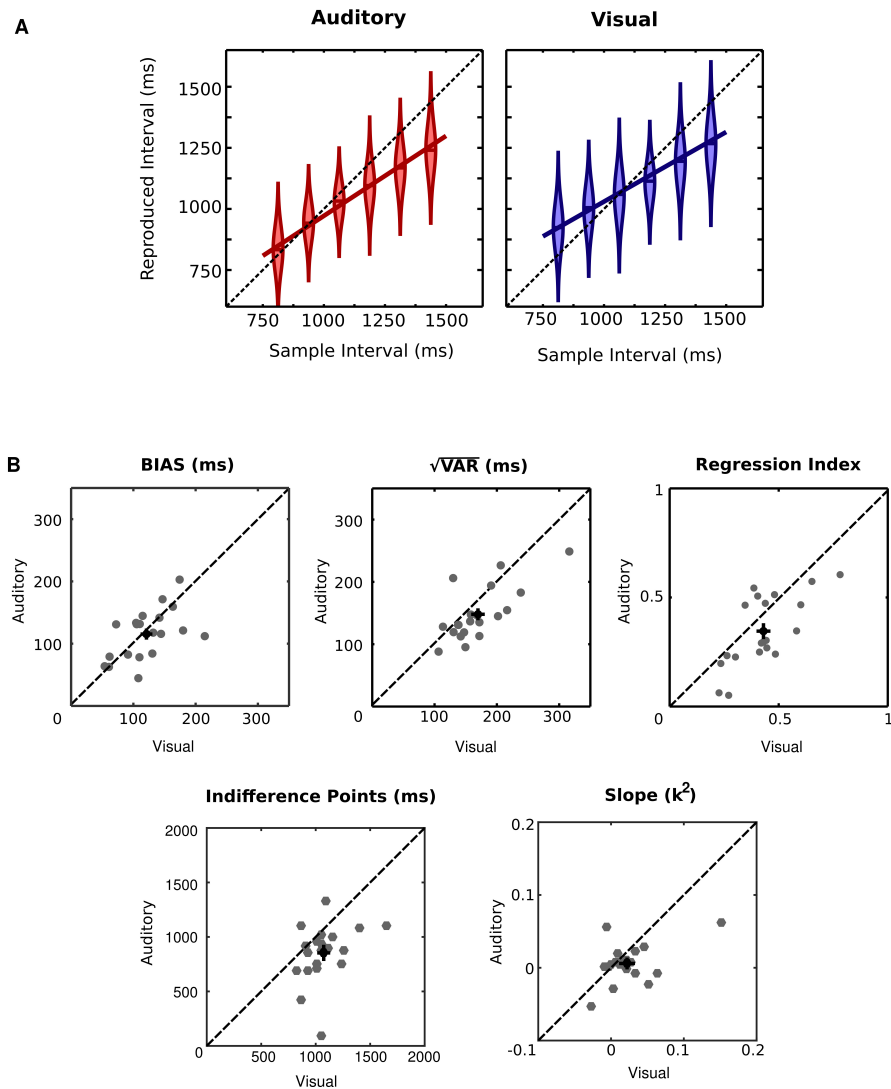 A
Auditory
Visual
Reproduced Interval (ms)
1500
1250
1000
750
750 1000 1250 1500
750 1000 1250 1500
Sample Interval (ms)
Sample Interval (ms)
B
BIAS (ms)
√VAR (ms)
Regression Index
Auditory
300
200
100
0
100 200 300
Visual
Auditory
300
200
100
0
100 200 300
Visual
Auditory
1
0.5
0
0.5 1
Visual
Indifference Points (ms)
Slope (k²)
Auditory
2000
1500
1000
500
0
500 1000 1500 2000
Visual
Auditory
0.2
0.1
0
-0.1
0 0.1 0.2
Visual